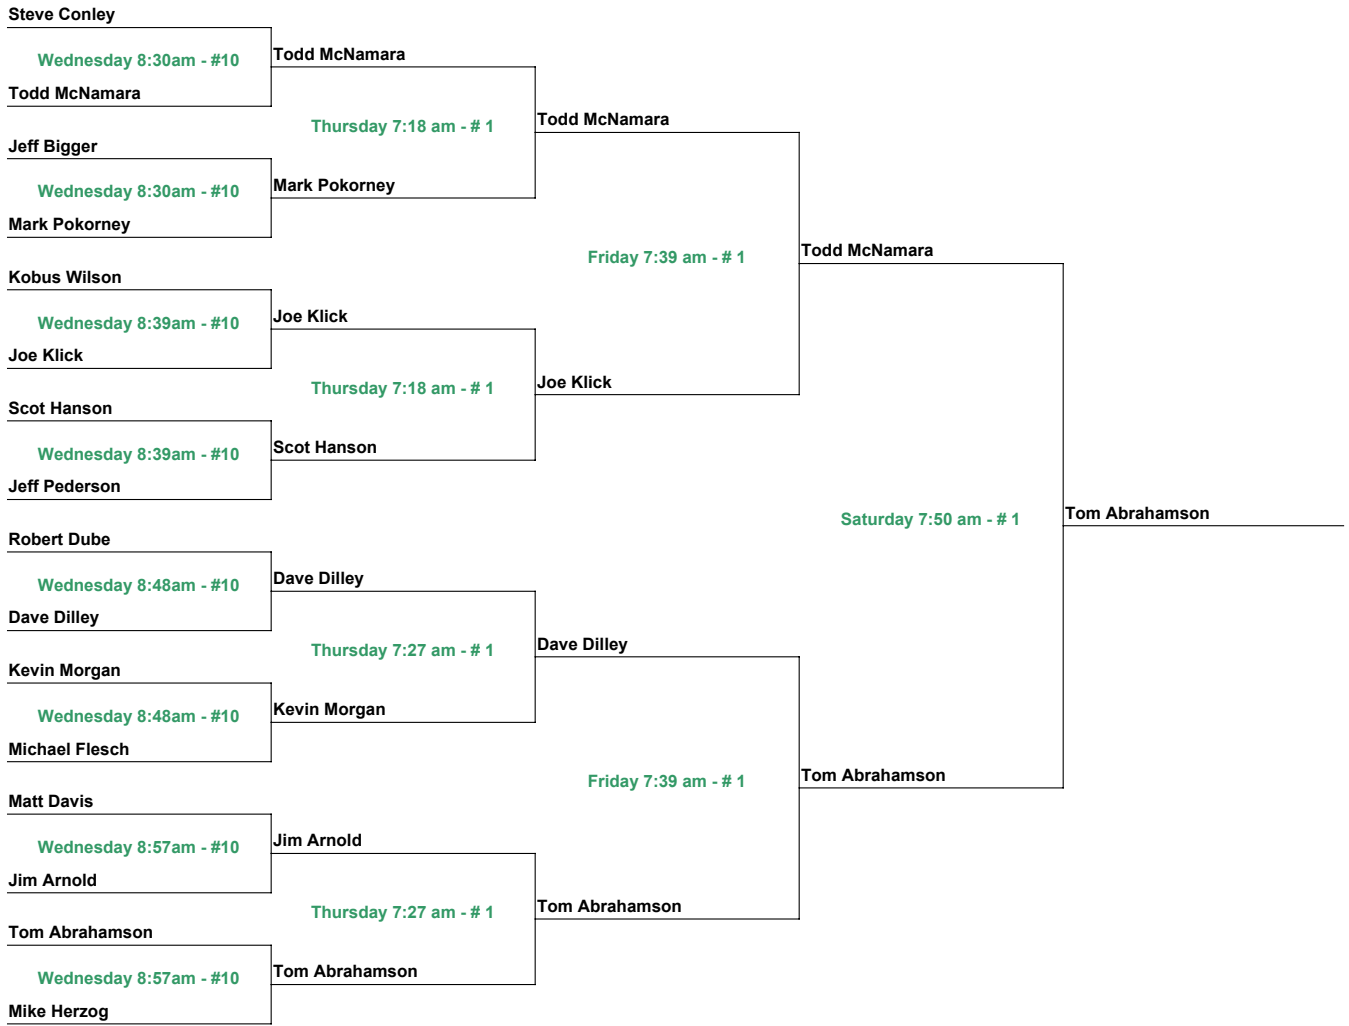 Steve Conley
Wednesday 8:30am - #10
Todd McNamara
Todd McNamara
Thursday 7:18 am - # 1
Todd McNamara
Jeff Bigger
Wednesday 8:30am - #10
Mark Pokorney
Mark Pokorney
Friday 7:39 am - # 1
Todd McNamara
Kobus Wilson
Wednesday 8:39am - #10
Joe Klick
Joe Klick
Thursday 7:18 am - # 1
Joe Klick
Scot Hanson
Wednesday 8:39am - #10
Scot Hanson
Jeff Pederson
Saturday 7:50 am - # 1
Tom Abrahamson
Robert Dube
Wednesday 8:48am - #10
Dave Dilley
Dave Dilley
Thursday 7:27 am - # 1
Dave Dilley
Kevin Morgan
Wednesday 8:48am - #10
Kevin Morgan
Michael Flesch
Friday 7:39 am - # 1
Tom Abrahamson
Matt Davis
Wednesday 8:57am - #10
Jim Arnold
Jim Arnold
Thursday 7:27 am - # 1
Tom Abrahamson
Tom Abrahamson
Wednesday 8:57am - #10
Tom Abrahamson
Mike Herzog